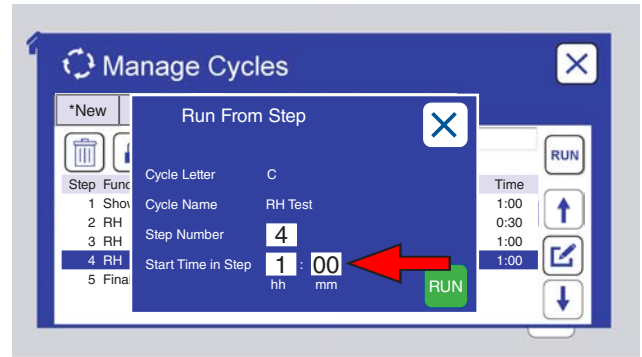 Manage Cycles
*New
Run From Step
RUN
Cycle Letter C
Step Time
Cycle Name RH Test
1 1:00
2 RH 0:30
Step Number 4
3 RH 1:00
4 RH 1:00
Start Time in Step 1 : 00
hh mm
RUN
5